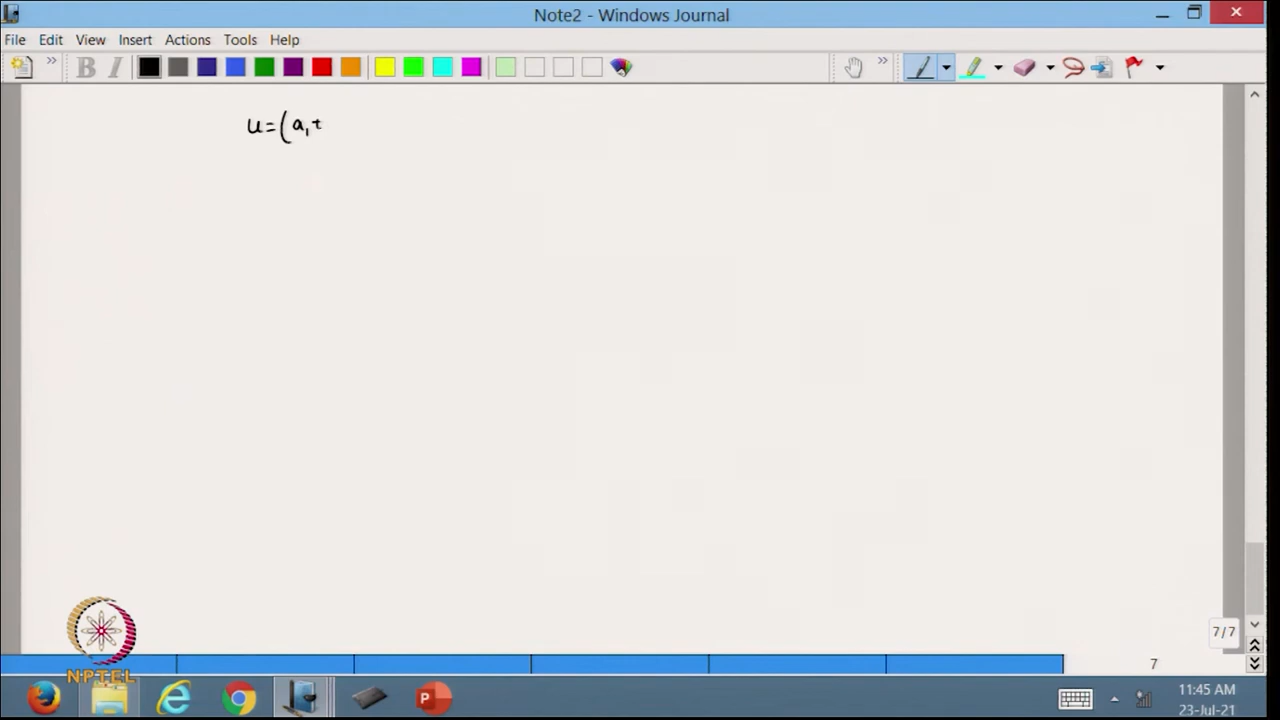 Note2 - Windows Journal
File Edit View Insert Actions Tools Help
B I
u=(a₁+
7/7
7
NPTEL
11:45 AM
23-Jul-21